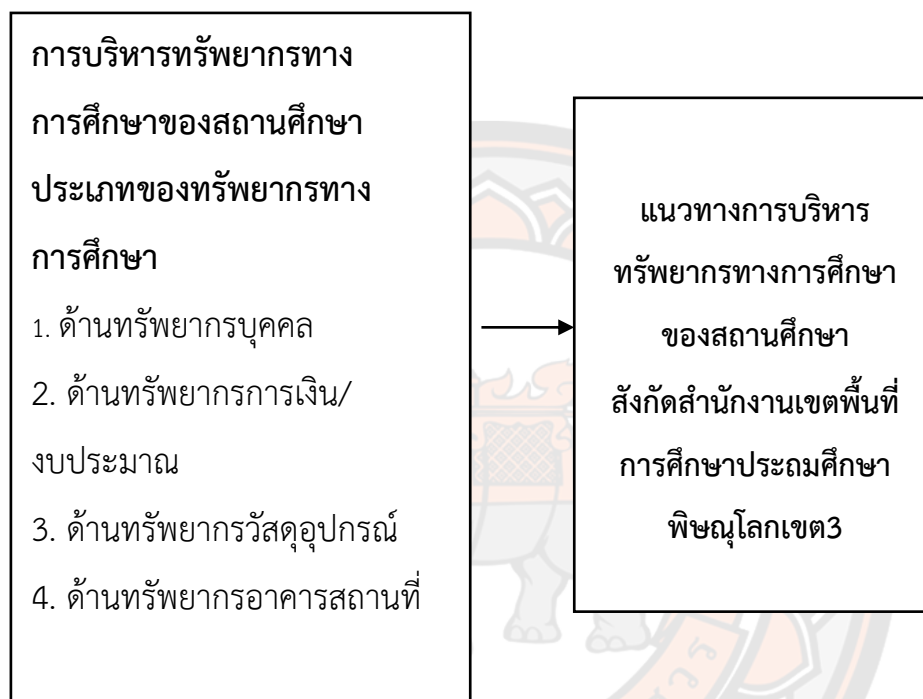 การบริหารทรัพยากรทาง
การศึกษาของสถานศึกษา
ประเภทของทรัพยากรทาง
การศึกษา
1. ด้านทรัพยากรบุคคล
2. ด้านทรัพยากรการเงิน/
งบประมาณ
3. ด้านทรัพยากรวัสดุอุปกรณ์
4. ด้านทรัพยากรอาคารสถานที่
แนวทางการบริหาร
ทรัพยากรทางการศึกษา
ของสถานศึกษา
สังกัดสำนักงานเขตพื้นที่
การศึกษาประถมศึกษา
พิษณุโลกเขต3